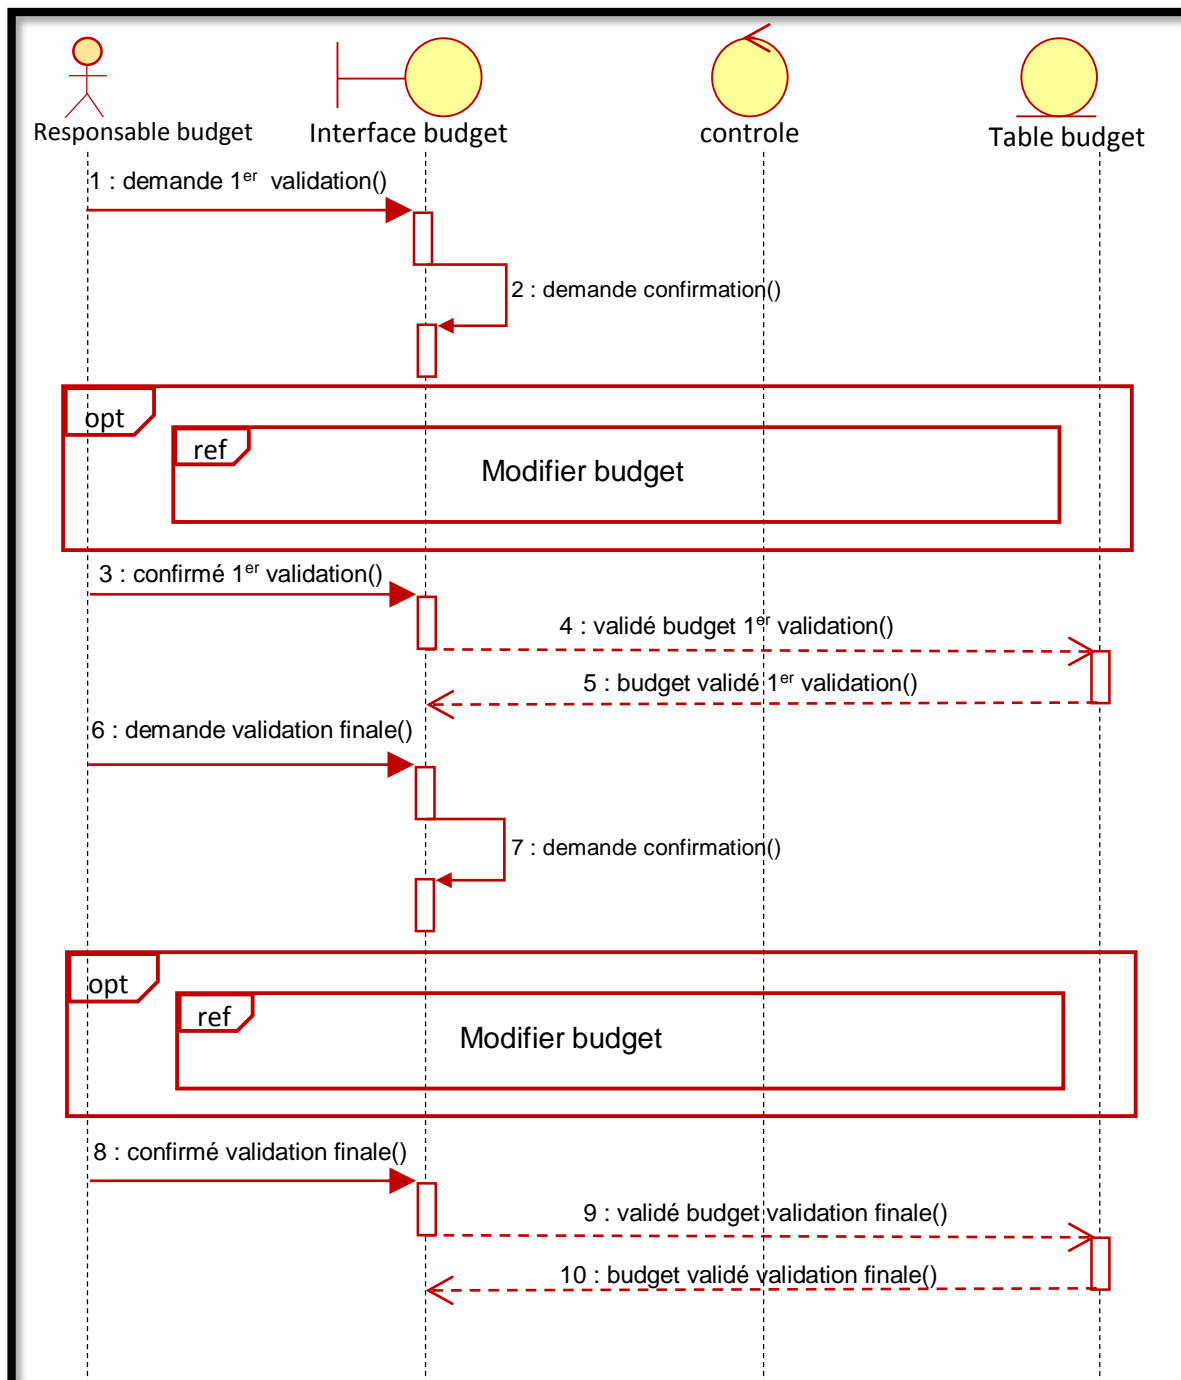 Responsable budget
Interface budget
controle
Table budget
1 : demande 1er validation()
2 : demande confirmation()
opt
ref
Modifier budget
3 : confirmé 1er validation()
4 : validé budget 1er validation()
5 : budget validé 1er validation()
6 : demande validation finale()
7 : demande confirmation()
opt
ref
Modifier budget
8 : confirmé validation finale()
9 : validé budget validation finale()
10 : budget validé validation finale()